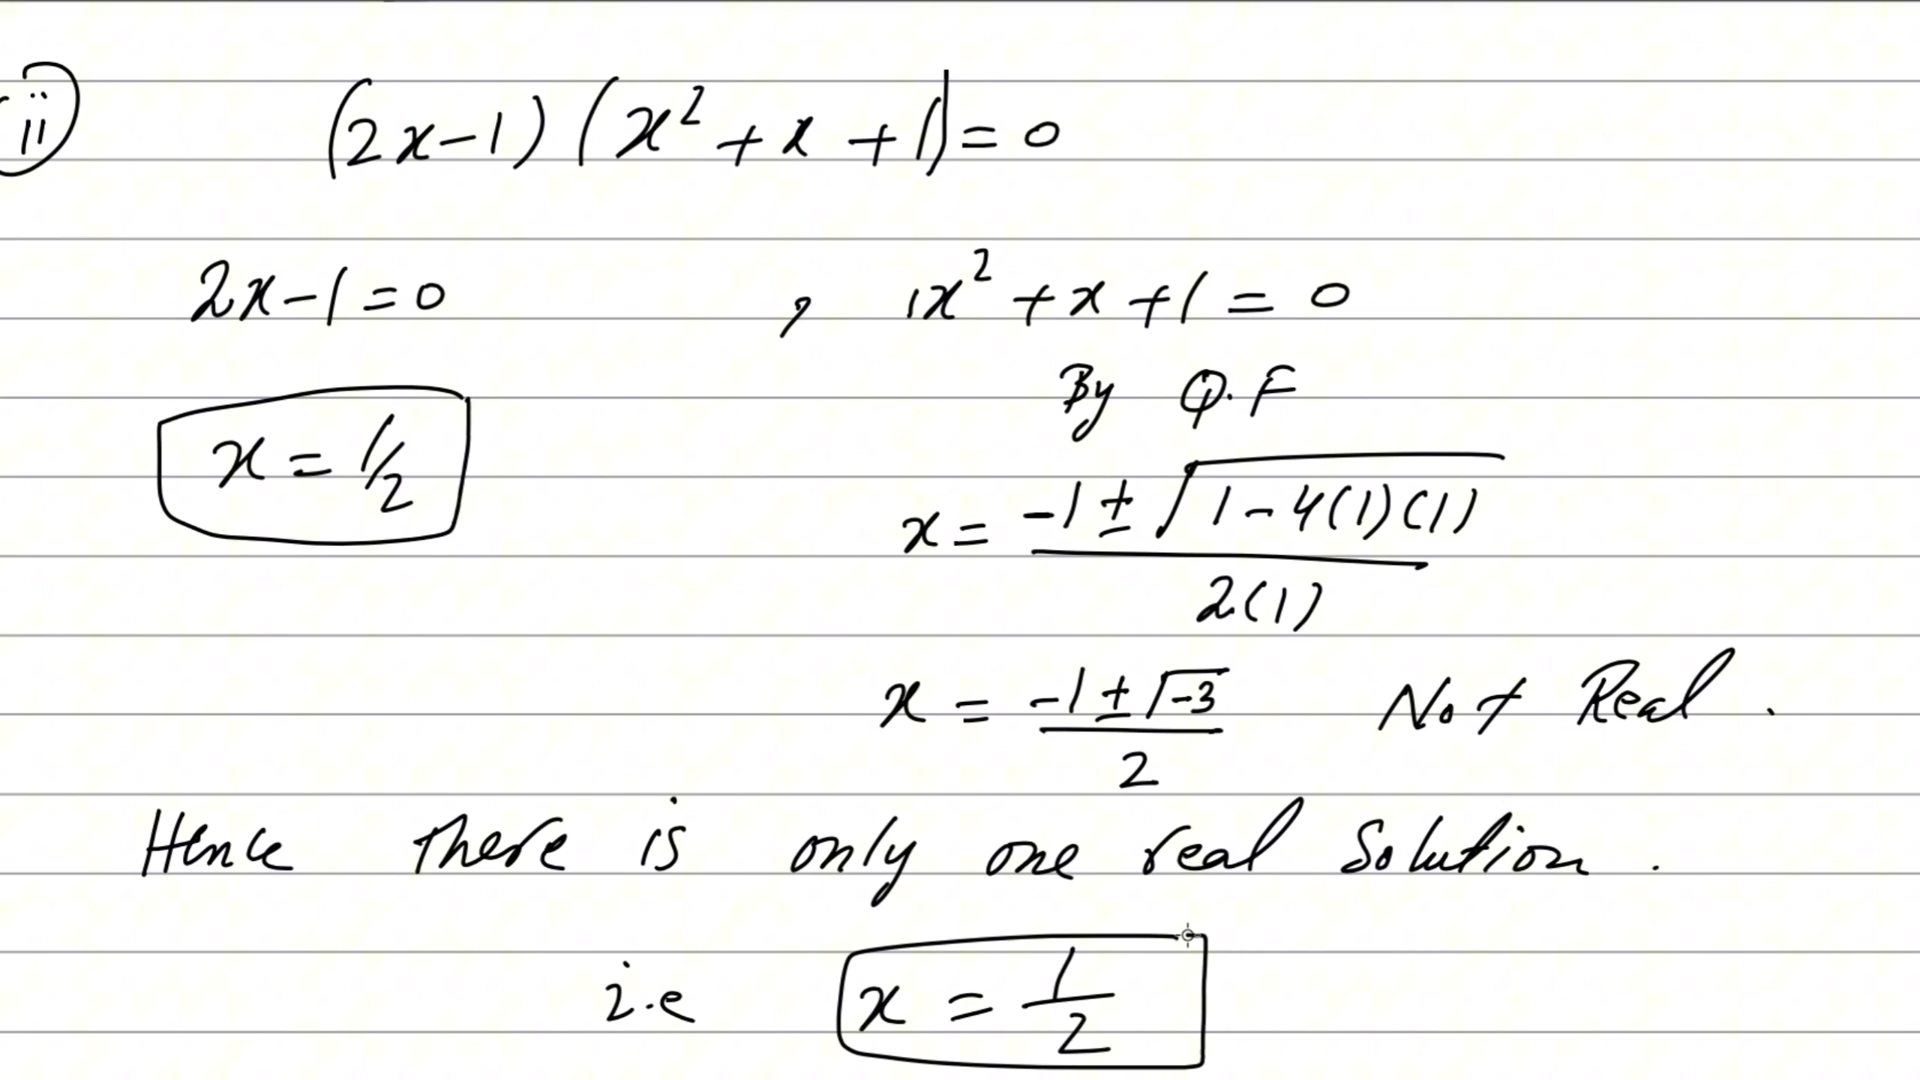 ii) (2x-1)(x²+x+1)=0
2x-1=0 , 1x²+x+1=0
By Q.F
x=1/2
x= -1±√1-4(1)(1)
2(1)
x = -1±√-3 Not Real.
2
Hence there is only one real Solution.
i.e x = 1
2